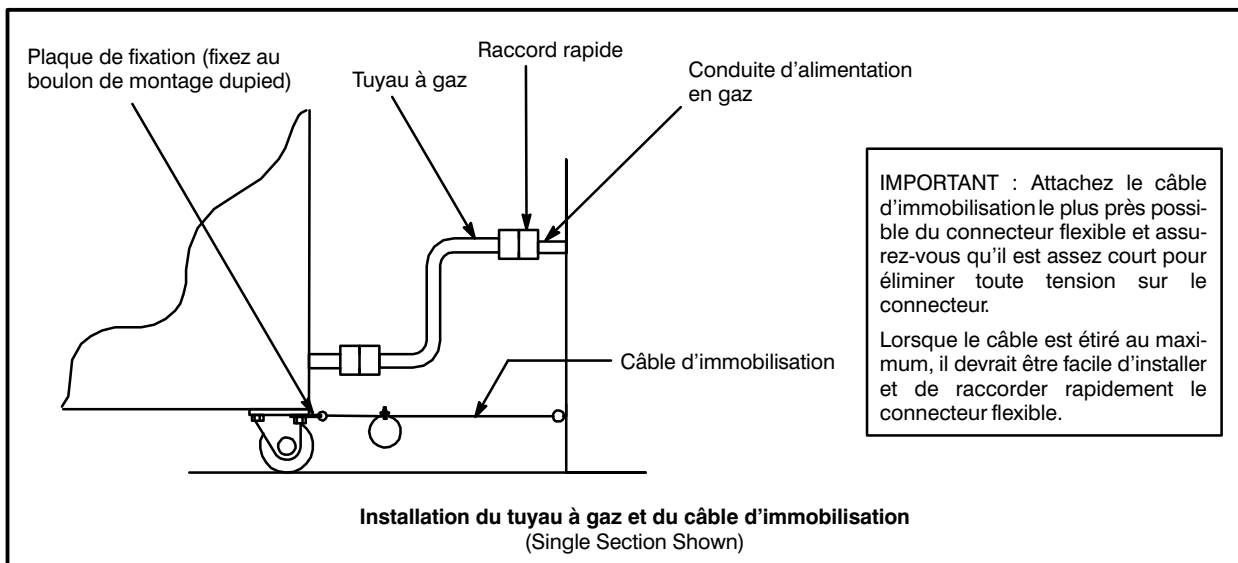 Plaque de fixation (fixez au
boulon de montage dupied)
Tuyau à gaz
Raccord rapide
Conduite d'alimentation
en gaz
IMPORTANT : Attachez le câble
d'immobilisation le plus près possi-
ble du connecteur flexible et assu-
rez-vous qu'il est assez court pour
éliminer toute tension sur le
connecteur.
Lorsque le câble est étiré au maxi-
mum, il devrait être facile d'installer
et de raccorder rapidement le
connecteur flexible.
Câble d'immobilisation
Installation du tuyau à gaz et du câble d'immobilisation
(Single Section Shown)